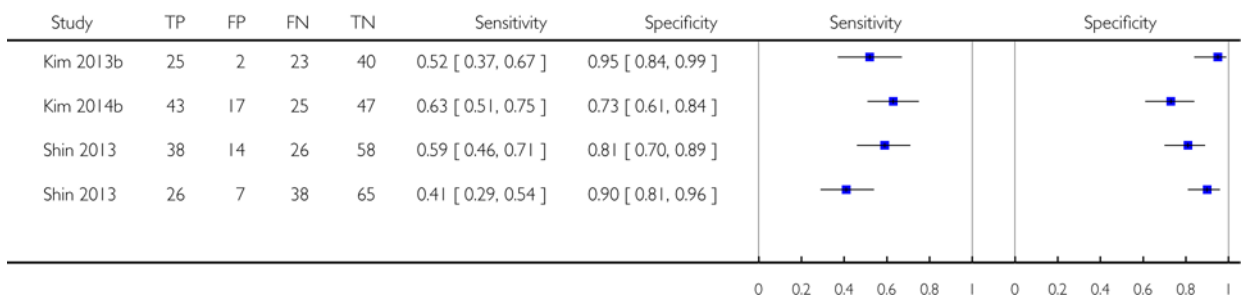 Study TP FP FN TN Sensitivity Specificity Sensitivity Specificity
Kim 2013b 25 2 23 40 0.52 [ 0.37, 0.67 ] 0.95 [ 0.84, 0.99 ]
Kim 2014b 43 17 25 47 0.63 [ 0.51, 0.75 ] 0.73 [ 0.61, 0.84 ]
Shin 2013 38 14 26 58 0.59 [ 0.46, 0.71 ] 0.81 [ 0.70, 0.89 ]
Shin 2013 26 7 38 65 0.41 [ 0.29, 0.54 ] 0.90 [ 0.81, 0.96 ]
0 0.2 0.4 0.6 0.8 1 0 0.2 0.4 0.6 0.8 1